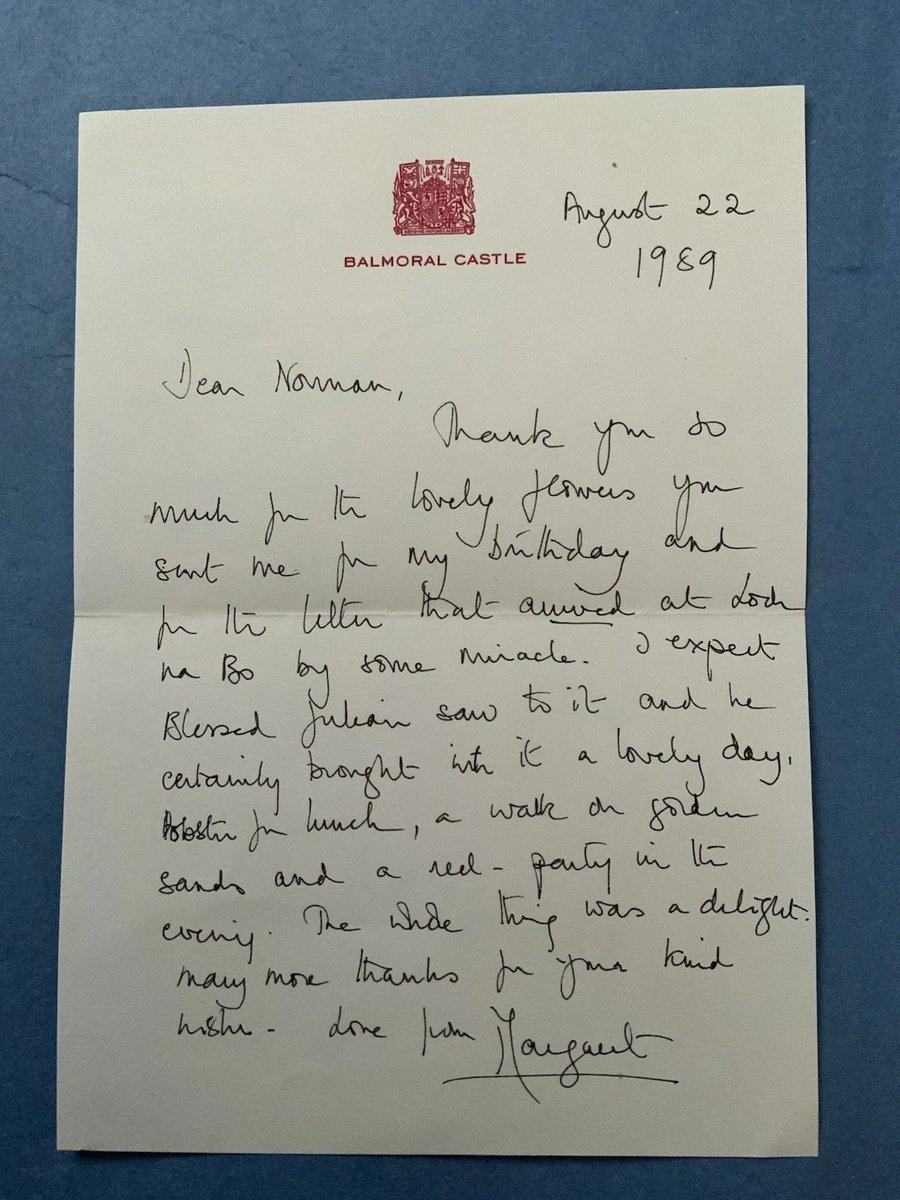 BALMORAL CASTLE
August 22
1989
Dear Norman,
Thank you so
much for the lovely flowers you
sent me for my birthday and
for the letter that arrived at Loch
na Bo by some miracle. I expect
Blessed Julian saw to it and he
certainly brought into it a lovely day.
lobster for lunch, a walk on golden
sands and a reel-party in the
evening. The whole thing was a delight.
Many more thanks for your kind
wishes - love from Margaret